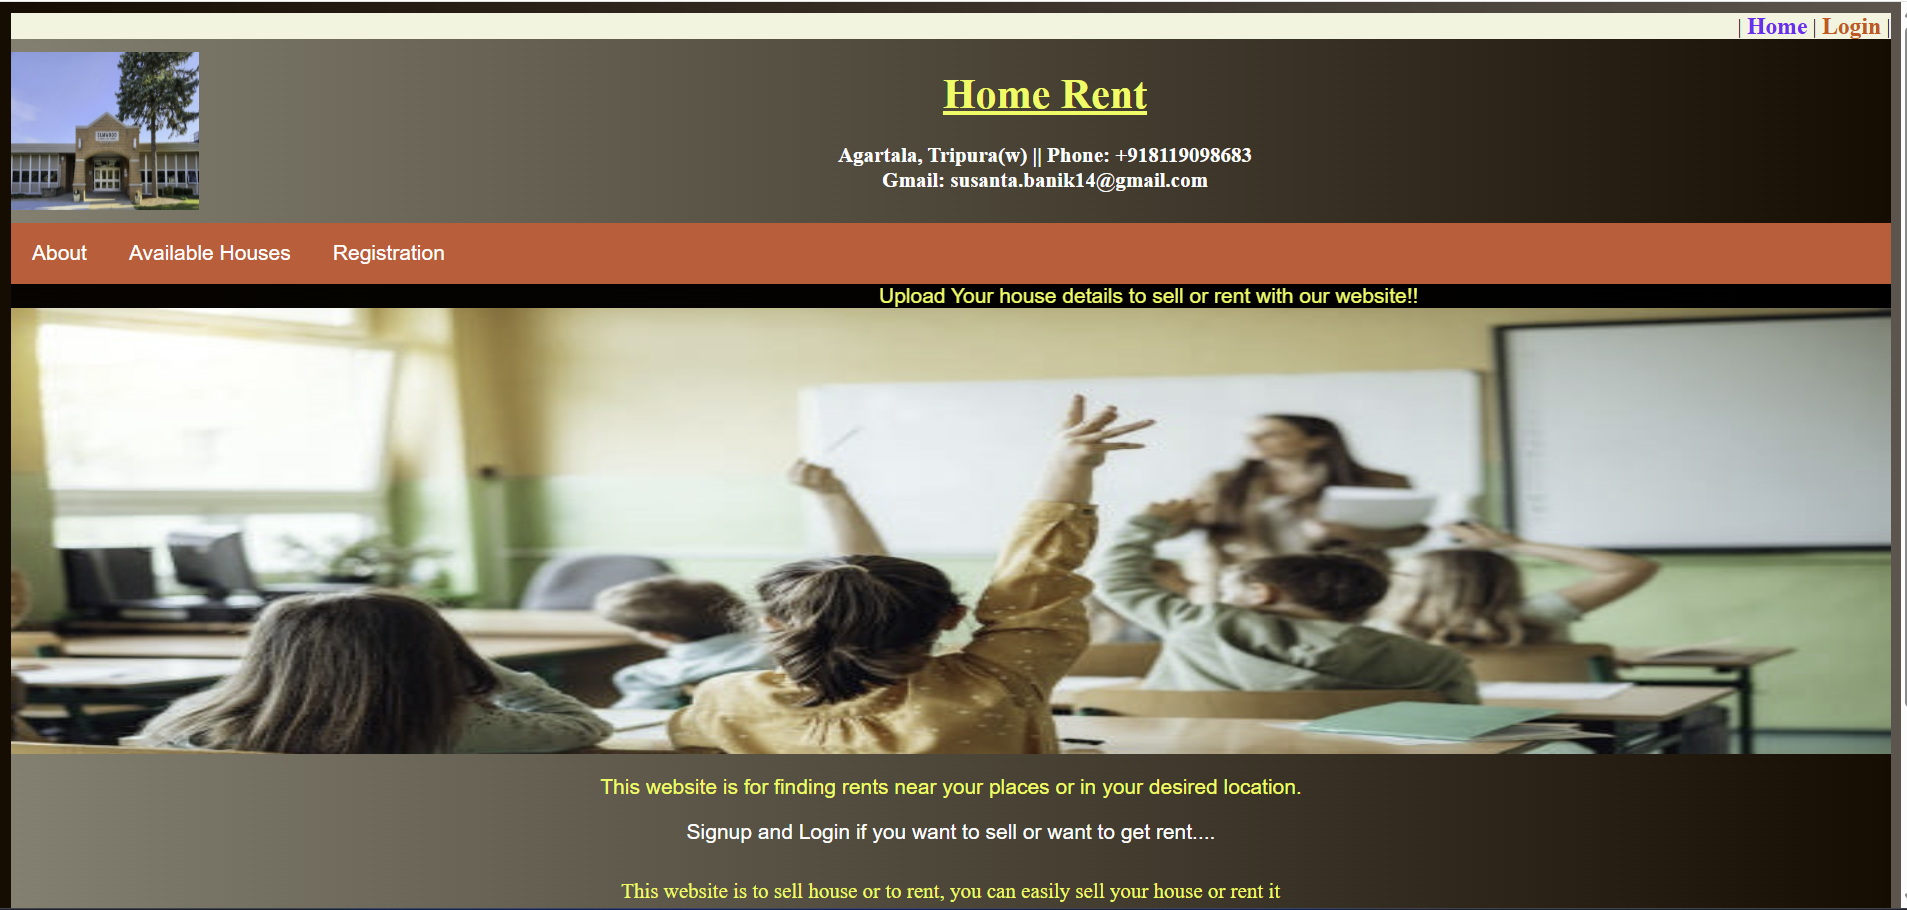 | Home | Login |
Home Rent
Agartala, Tripura(w) || Phone: +918119098683
Gmail: susanta.banik14@gmail.com
About Available Houses Registration
Upload Your house details to sell or rent with our website!!
This website is for finding rents near your places or in your desired location.
Signup and Login if you want to sell or want to get rent....
This website is to sell house or to rent, you can easily sell your house or rent it